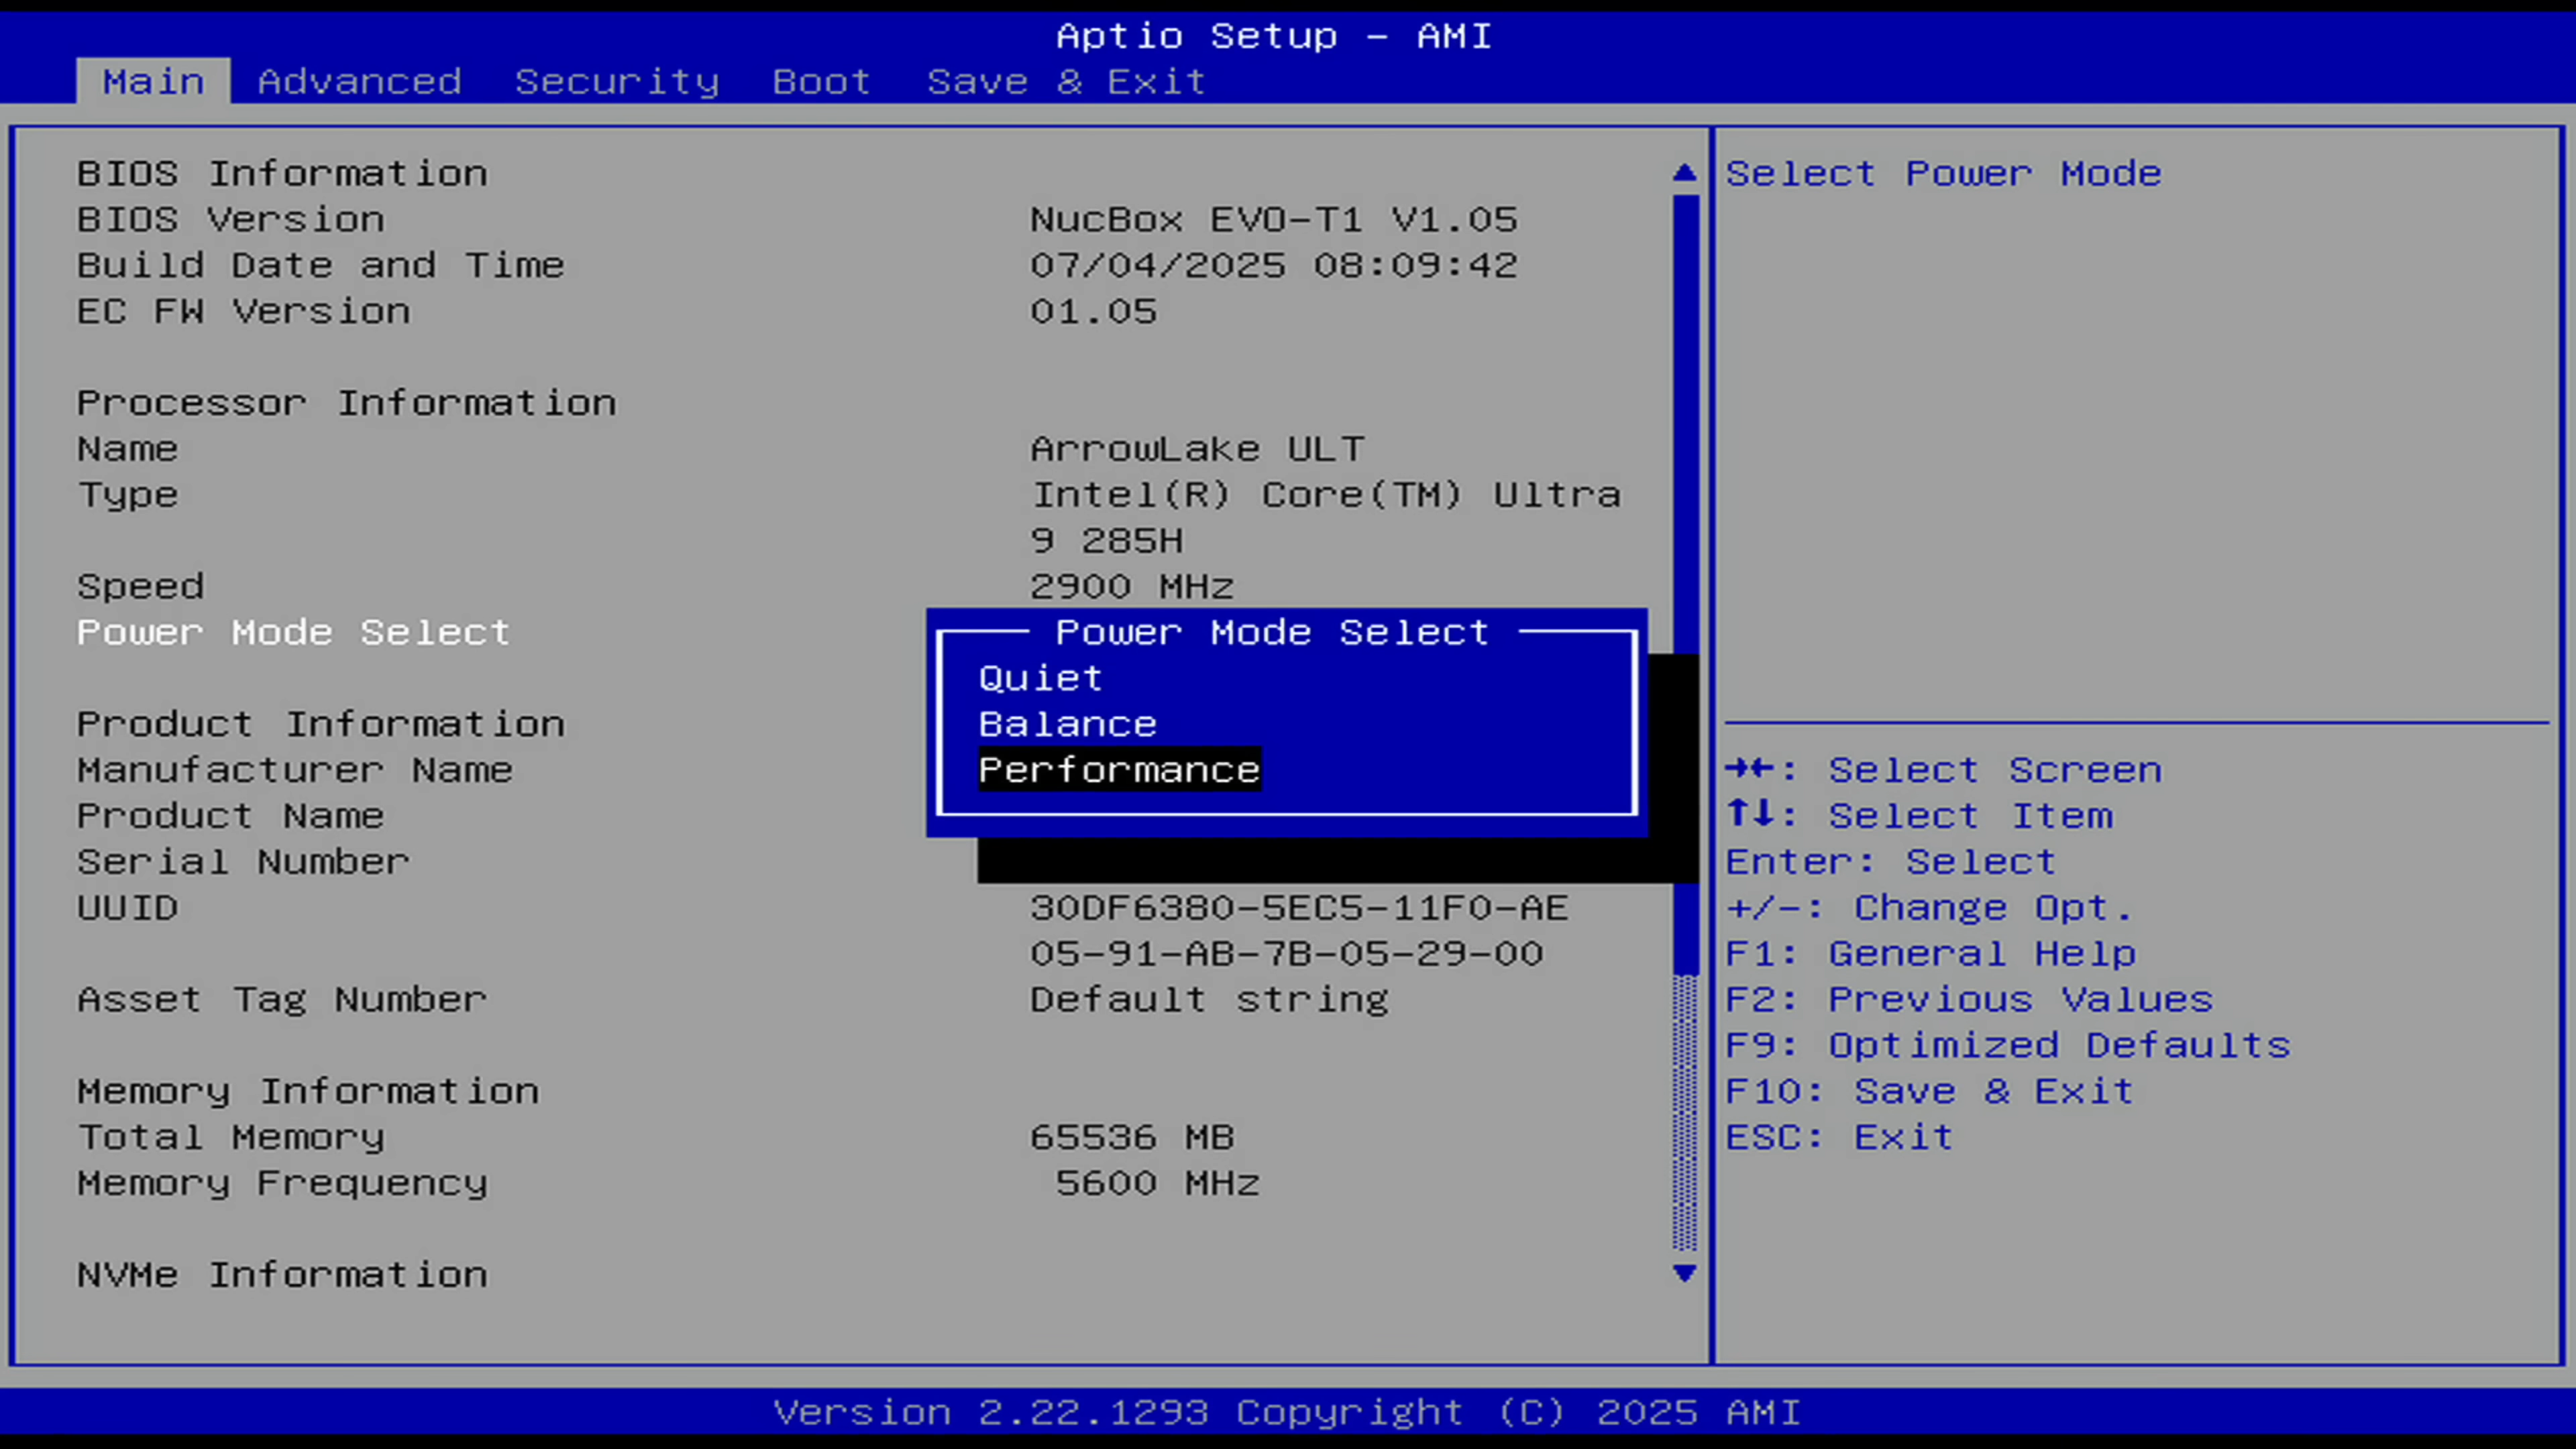 Aptio Setup - AMI
Main Advanced Security Boot Save & Exit
BIOS Information
BIOS Version NucBox EVO-T1 V1.05
Build Date and Time 07/04/2025 08:09:42
EC FW Version 01.05
Processor Information
Name ArrowLake ULT
Type Intel(R) Core(TM) Ultra
9 285H
Speed 2900 MHz
Power Mode Select
Product Information
Manufacturer Name
Product Name
Serial Number
UUID 30DF6380-5EC5-11F0-AE
05-91-AB-7B-05-29-00
Asset Tag Number Default string
Memory Information
Total Memory 65536 MB
Memory Frequency 5600 MHz
NVMe Information
Power Mode Select
Quiet
Balance
Performance
Select Power Mode
→←: Select Screen
↑↓: Select Item
Enter: Select
+/-: Change Opt.
F1: General Help
F2: Previous Values
F9: Optimized Defaults
F10: Save & Exit
ESC: Exit
Version 2.22.1293 Copyright (C) 2025 AMI